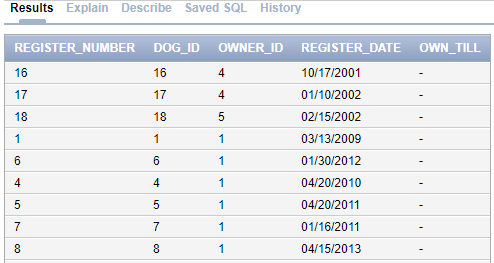 Results Explain Describe Saved SQL History
REGISTER_NUMBER DOG_ID OWNER_ID REGISTER_DATE OWN_TILL
16 16 4 10/17/2001 -
17 17 4 01/10/2002 -
18 18 5 02/15/2002 -
1 1 1 03/13/2009 -
6 6 1 01/30/2012 -
4 4 1 04/20/2010 -
5 5 1 04/20/2011 -
7 7 1 01/16/2011 -
8 8 1 04/15/2013 -